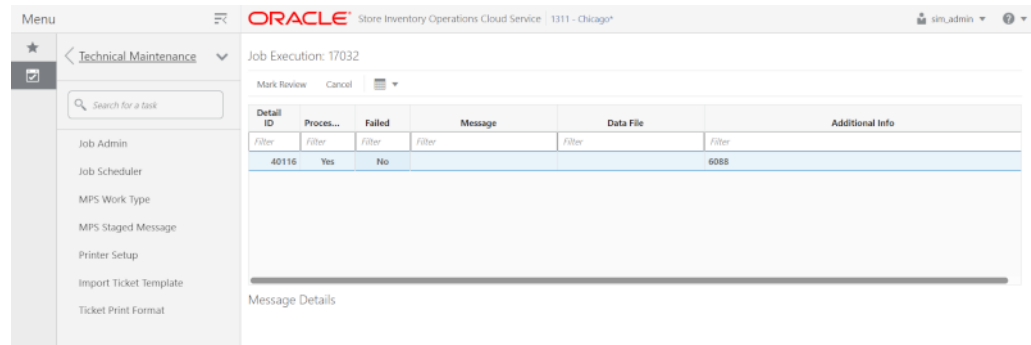 Menu
ORACLE Store Inventory Operations Cloud Service 1311 - Chicago*
sim_admin
Technical Maintenance
Search for a task
Job Admin
Job Scheduler
MPS Work Type
MPS Staged Message
Printer Setup
Import Ticket Template
Ticket Print Format
Job Execution: 17032
Mark Review Cancel
Detail ID Proces... Failed Message Data File Additional Info
Filter Filter Filter Filter Filter Filter
40116 Yes No 6088
Message Details